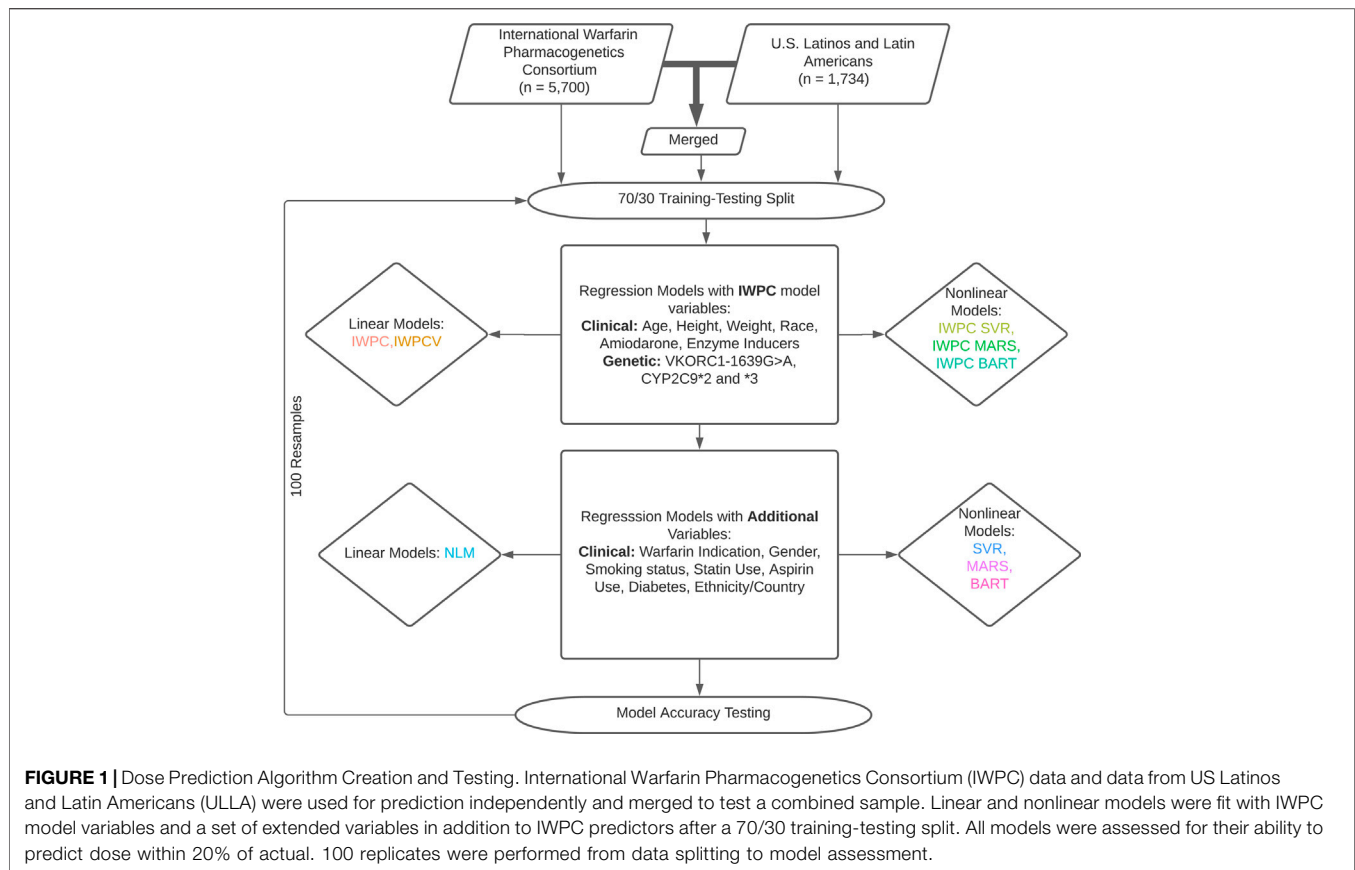 International Warfarin
Pharmacogenetics
Consortium
(n = 5,700)
U.S. Latinos and Latin
Americans
(n = 1,734)
Merged
70/30 Training-Testing Split
100 Resamples
Linear Models:
IWPC,IWPCV
Regression Models with IWPC model
variables:
Clinical: Age, Height, Weight, Race,
Amiodarone, Enzyme Inducers
Genetic: VKORC1-1639G>A,
CYP2C9*2 and *3
Nonlinear
Models:
IWPC SVR,
IWPC MARS,
IWPC BART
Linear Models: NLM
Regresssion Models with Additional
Variables:
Clinical: Warfarin Indication, Gender,
Smoking status, Statin Use, Aspirin
Use, Diabetes, Ethnicity/Country
Nonlinear
Models:
SVR,
MARS,
BART
Model Accuracy Testing
FIGURE 1 | Dose Prediction Algorithm Creation and Testing. International Warfarin Pharmacogenetics Consortium (IWPC) data and data from US Latinos
and Latin Americans (ULLA) were used for prediction independently and merged to test a combined sample. Linear and nonlinear models were fit with IWPC
model variables and a set of extended variables in addition to IWPC predictors after a 70/30 training-testing split. All models were assessed for their ability to
predict dose within 20% of actual. 100 replicates were performed from data splitting to model assessment.